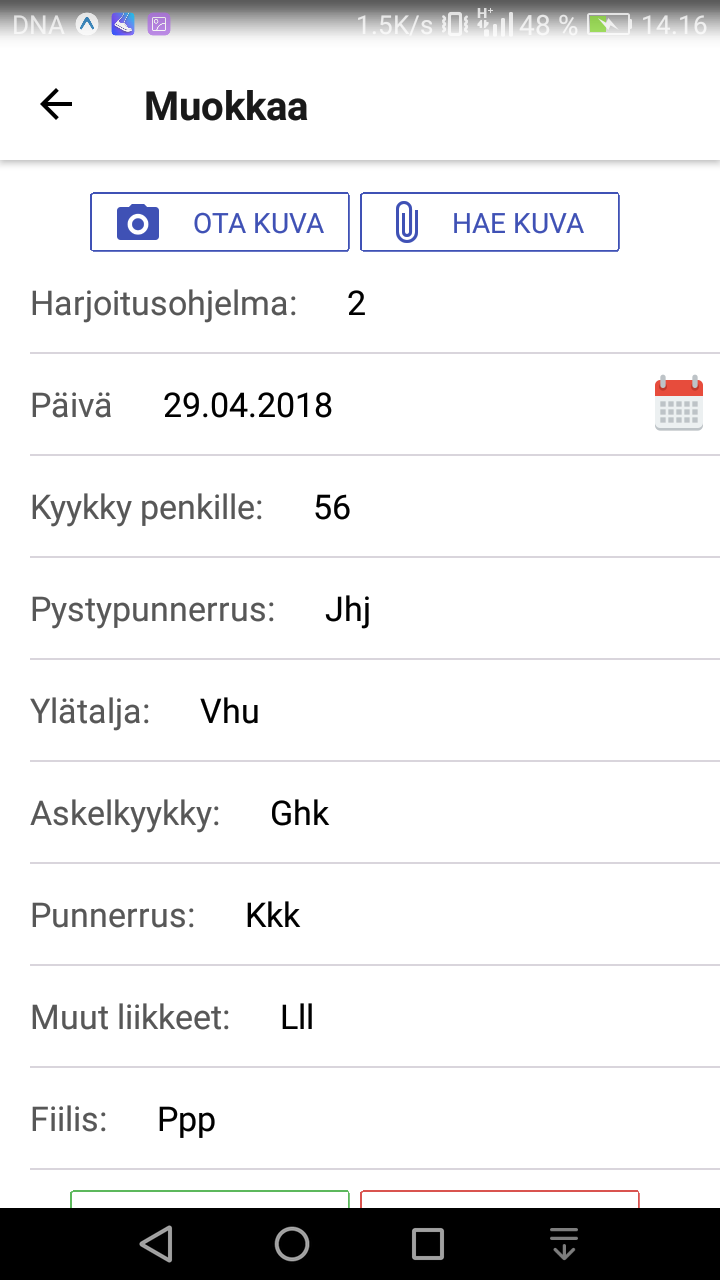 DNA 1.5K/s H+ 48 % 14.16
Muokkaa
OTA KUVA HAE KUVA
Harjoitusohjelma: 2
Päivä 29.04.2018
Kyykky penkille: 56
Pystypunnerrus: Jhj
Ylätalja: Vhu
Askelkyykky: Ghk
Punnerrus: Kkk
Muut liikkeet: Lll
Fiilis: Ppp